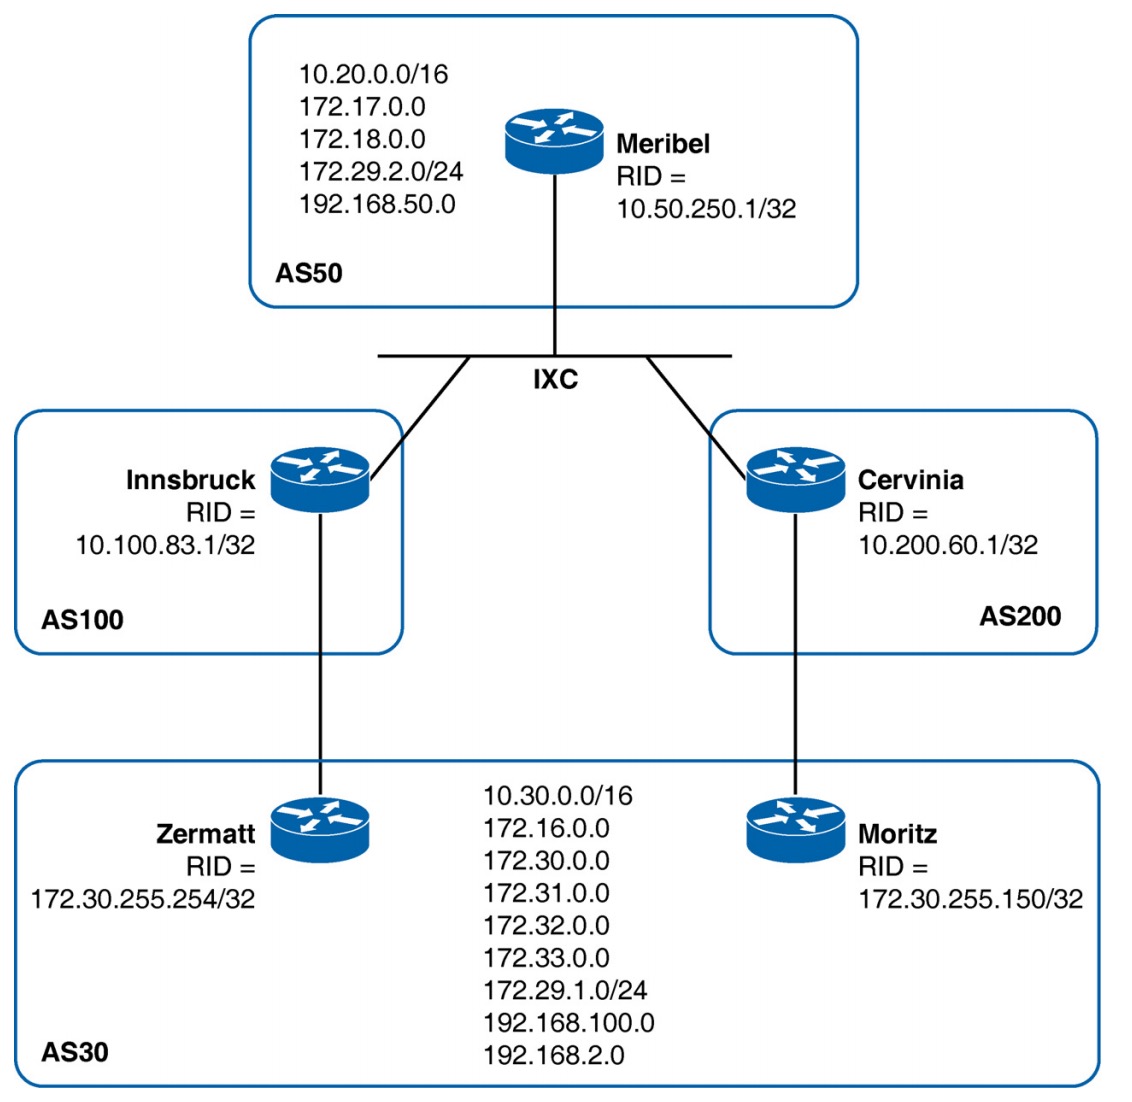 10.20.0.0/16
172.17.0.0
172.18.0.0
172.29.2.0/24
192.168.50.0
Meribel
RID =
10.50.250.1/32
AS50
IXC
Innsbruck
RID =
10.100.83.1/32
AS100
Cervinia
RID =
10.200.60.1/32
AS200
Zermatt
RID =
172.30.255.254/32
10.30.0.0/16
172.16.0.0
172.30.0.0
172.31.0.0
172.32.0.0
172.33.0.0
172.29.1.0/24
192.168.100.0
192.168.2.0
Moritz
RID =
172.30.255.150/32
AS30